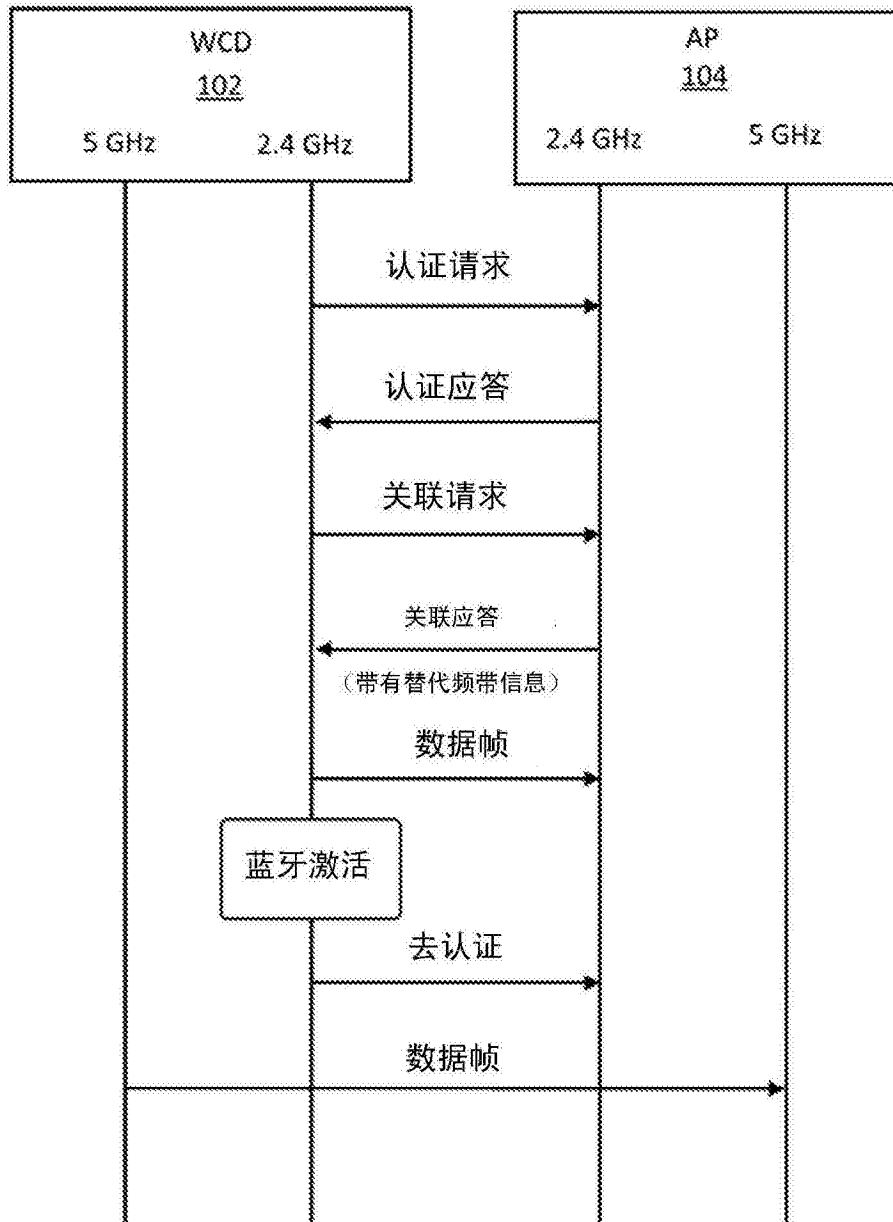 WCD
102
5 GHz
2.4 GHz
AP
104
2.4 GHz
5 GHz
认证请求
认证应答
关联请求
关联应答
（带有替代频带信息）
数据帧
蓝牙激活
去认证
数据帧